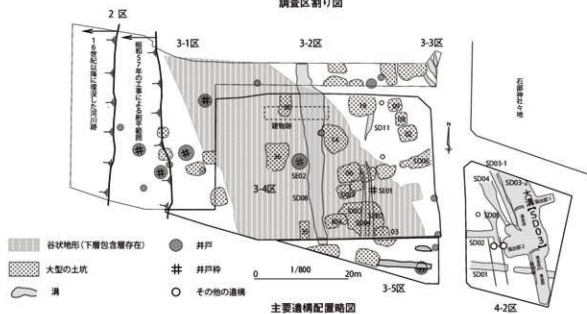 調査区割り図
2 区
3-1区
3-2区
3-3区
16世紀以降に埋没した河川跡
昭和57年の工事による削平範囲
石部神社々地
建物跡
SD11
N
SD06
3-4区
SE02
SD08
SE01
03
3-5区
SD03-1
SD03-2
SD04
大溝【SD03】
SD05
SD02
SD01
4-2区
谷状地形(下層包含層存在)
井戸
大型の土坑
井戸枠
溝
その他の遺構
0 1/800 20m
主要遺構配置略図